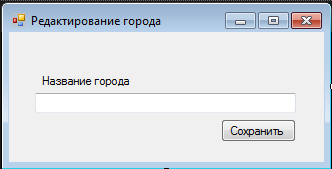 Редактирование города
Название города
Сохранить